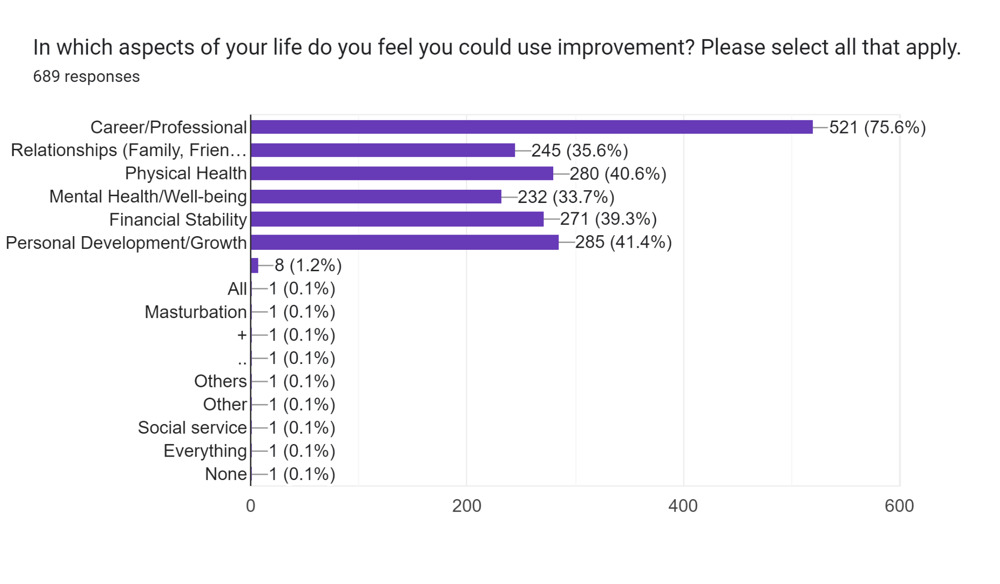 In which aspects of your life do you feel you could use improvement? Please select all that apply.
689 responses
Career/Professional 521 (75.6%)
Relationships (Family, Frien… 245 (35.6%)
Physical Health 280 (40.6%)
Mental Health/Well-being 232 (33.7%)
Financial Stability 271 (39.3%)
Personal Development/Growth 285 (41.4%)
8 (1.2%)
All 1 (0.1%)
Masturbation 1 (0.1%)
+ 1 (0.1%)
.. 1 (0.1%)
Others 1 (0.1%)
Other 1 (0.1%)
Social service 1 (0.1%)
Everything 1 (0.1%)
None 1 (0.1%)
0 200 400 600